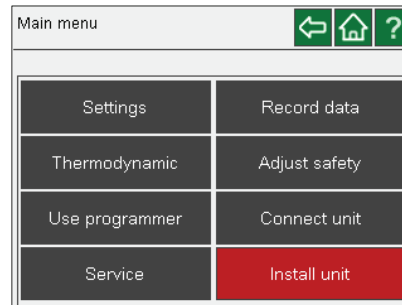 Main menu ?
Settings Record data
Thermodynamic Adjust safety
Use programmer Connect unit
Service Install unit